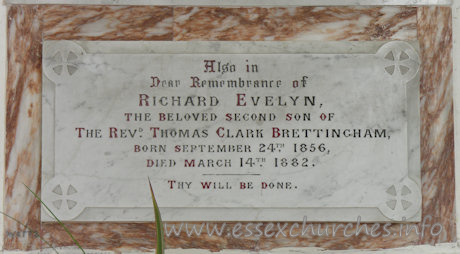 Also in
Dear Remembrance of
Richard Evelyn,
the beloved second son of
The Revd. Thomas Clark Brettingham,
born September 24th 1856,
died March 14th 1882.
Thy will be done.
www.essexchurches.info